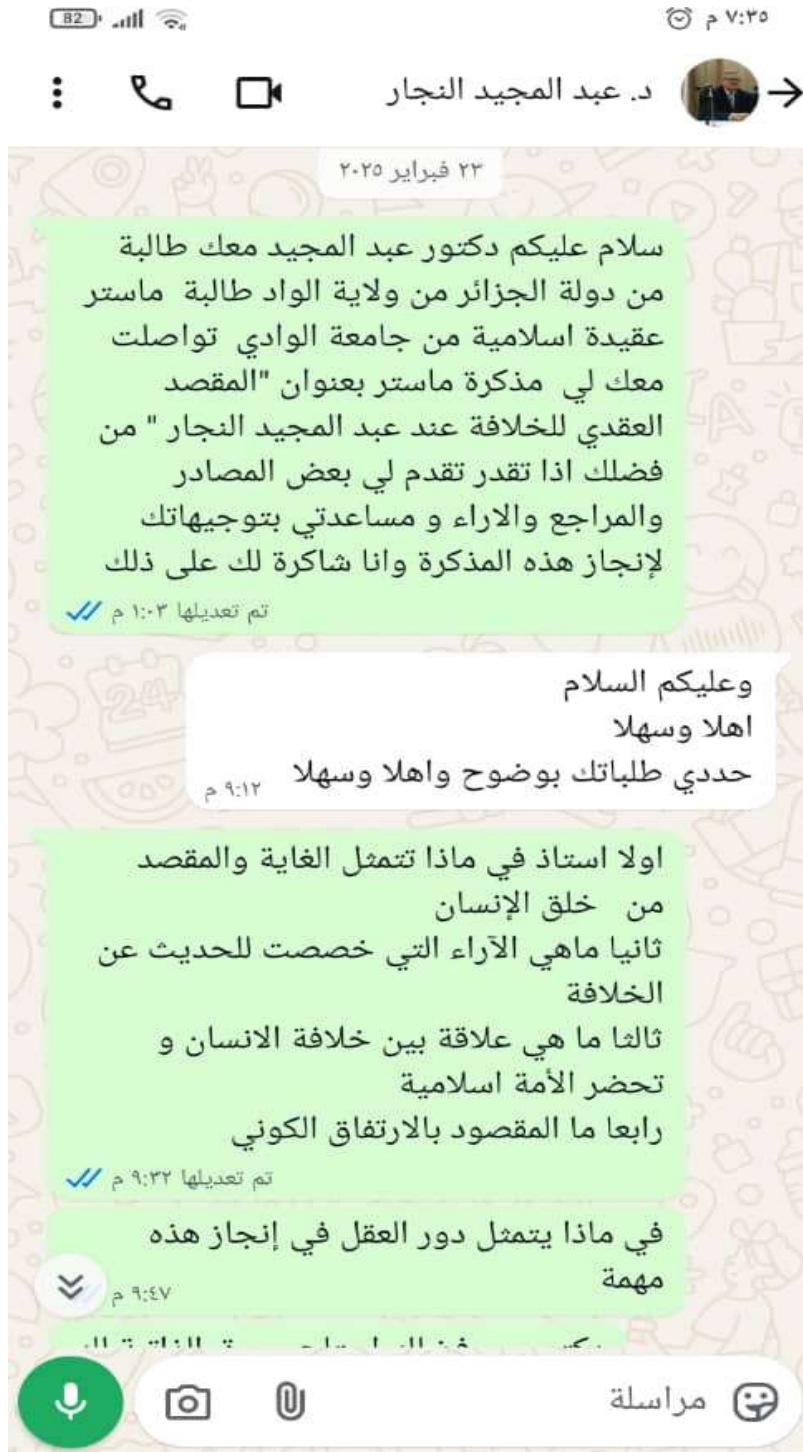 ٧:٣٥ م
82
د. عبد المجيد النجار
٢٣ فبراير ٢٠٢٥
سلام عليكم دكتور عبد المجيد معك طالبة
من دولة الجزائر من ولاية الواد طالبة ماستر
عقيدة اسلامية من جامعة الوادي تواصلت
معك لي مذكرة ماستر بعنوان "المقصد
العقدي للخلافة عند عبد المجيد النجار " من
فضلك اذا تقدر تقدم لي بعض المصادر
والمراجع والاراء و مساعدتي بتوجيهاتك
لإنجاز هذه المذكرة وانا شاكرة لك على ذلك
تم تعديلها ١:٠٣ م
وعليكم السلام
اهلا وسهلا
حددي طلباتك بوضوح واهلا وسهلا
٩:١٢ م
اولا استاذ في ماذا تتمثل الغاية والمقصد
من خلق الإنسان
ثانيا ماهي الآراء التي خصصت للحديث عن
الخلافة
ثالثا ما هي علاقة بين خلافة الانسان و
تحضر الأمة اسلامية
رابعا ما المقصود بالارتفاق الكوني
تم تعديلها ٩:٣٢ م
في ماذا يتمثل دور العقل في إنجاز هذه
مهمة
٩:٤٧ م
مراسلة